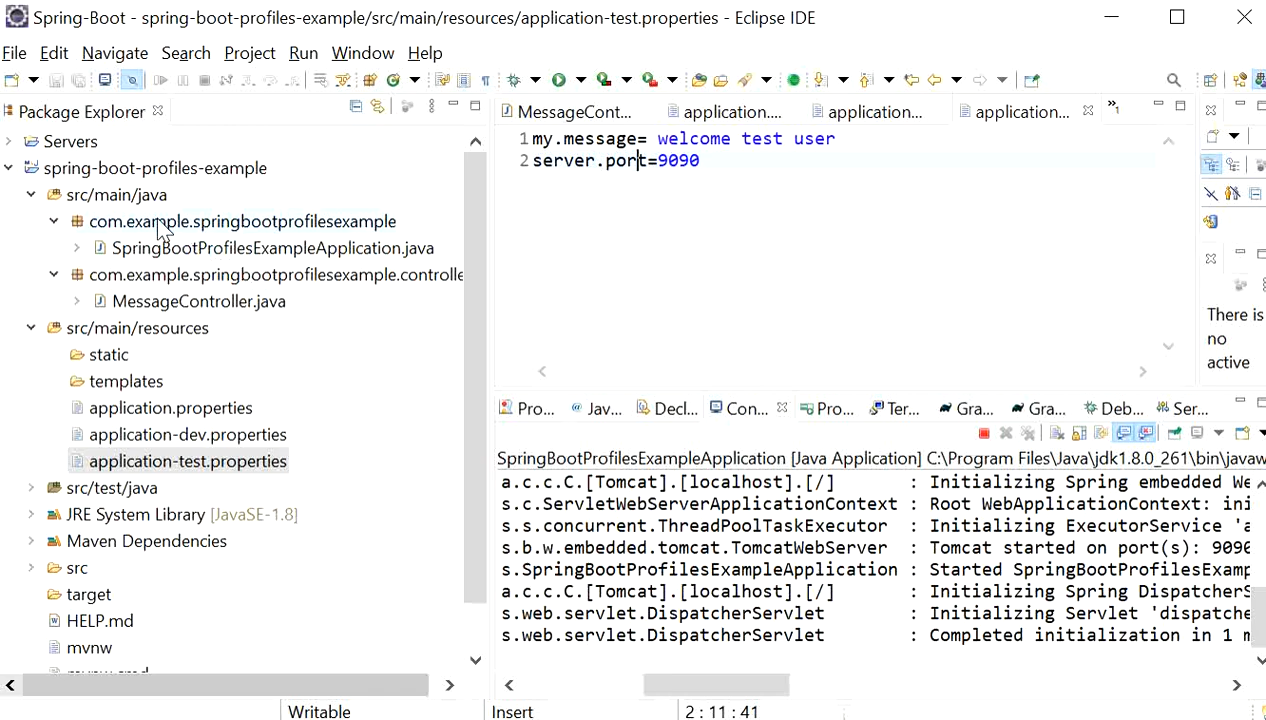 Spring-Boot - spring-boot-profiles-example/src/main/resources/application-test.properties - Eclipse IDE
File Edit Navigate Search Project Run Window Help
Package Explorer
Servers
spring-boot-profiles-example
src/main/java
com.example.springbootprofilesexample
SpringBootProfilesExampleApplication.java
com.example.springbootprofilesexample.controlle
MessageController.java
src/main/resources
static
templates
application.properties
application-dev.properties
application-test.properties
src/test/java
JRE System Library [JavaSE-1.8]
Maven Dependencies
src
target
HELP.md
mvnw
MessageCont... application.... application... application...
1 my.message= welcome test user
2 server.port=9090
There is
no
active
Pro... Jav... Decl... Con... Pro... Ter... Gra... Gra... Deb... Ser...
SpringBootProfilesExampleApplication [Java Application] C:\Program Files\Java\jdk1.8.0_261\bin\javaw
a.c.c.C.[Tomcat].[localhost].[/] : Initializing Spring embedded We
s.c.ServletWebServerApplicationContext : Root WebApplicationContext: ini
s.s.concurrent.ThreadPoolTaskExecutor : Initializing ExecutorService 'a
s.b.w.embedded.tomcat.TomcatWebServer : Tomcat started on port(s): 9090
s.SpringBootProfilesExampleApplication : Started SpringBootProfilesExamp
a.c.c.C.[Tomcat].[localhost].[/] : Initializing Spring DispatcherS
s.web.servlet.DispatcherServlet : Initializing Servlet 'dispatche
s.web.servlet.DispatcherServlet : Completed initialization in 1 m
Writable Insert 2 : 11 : 41